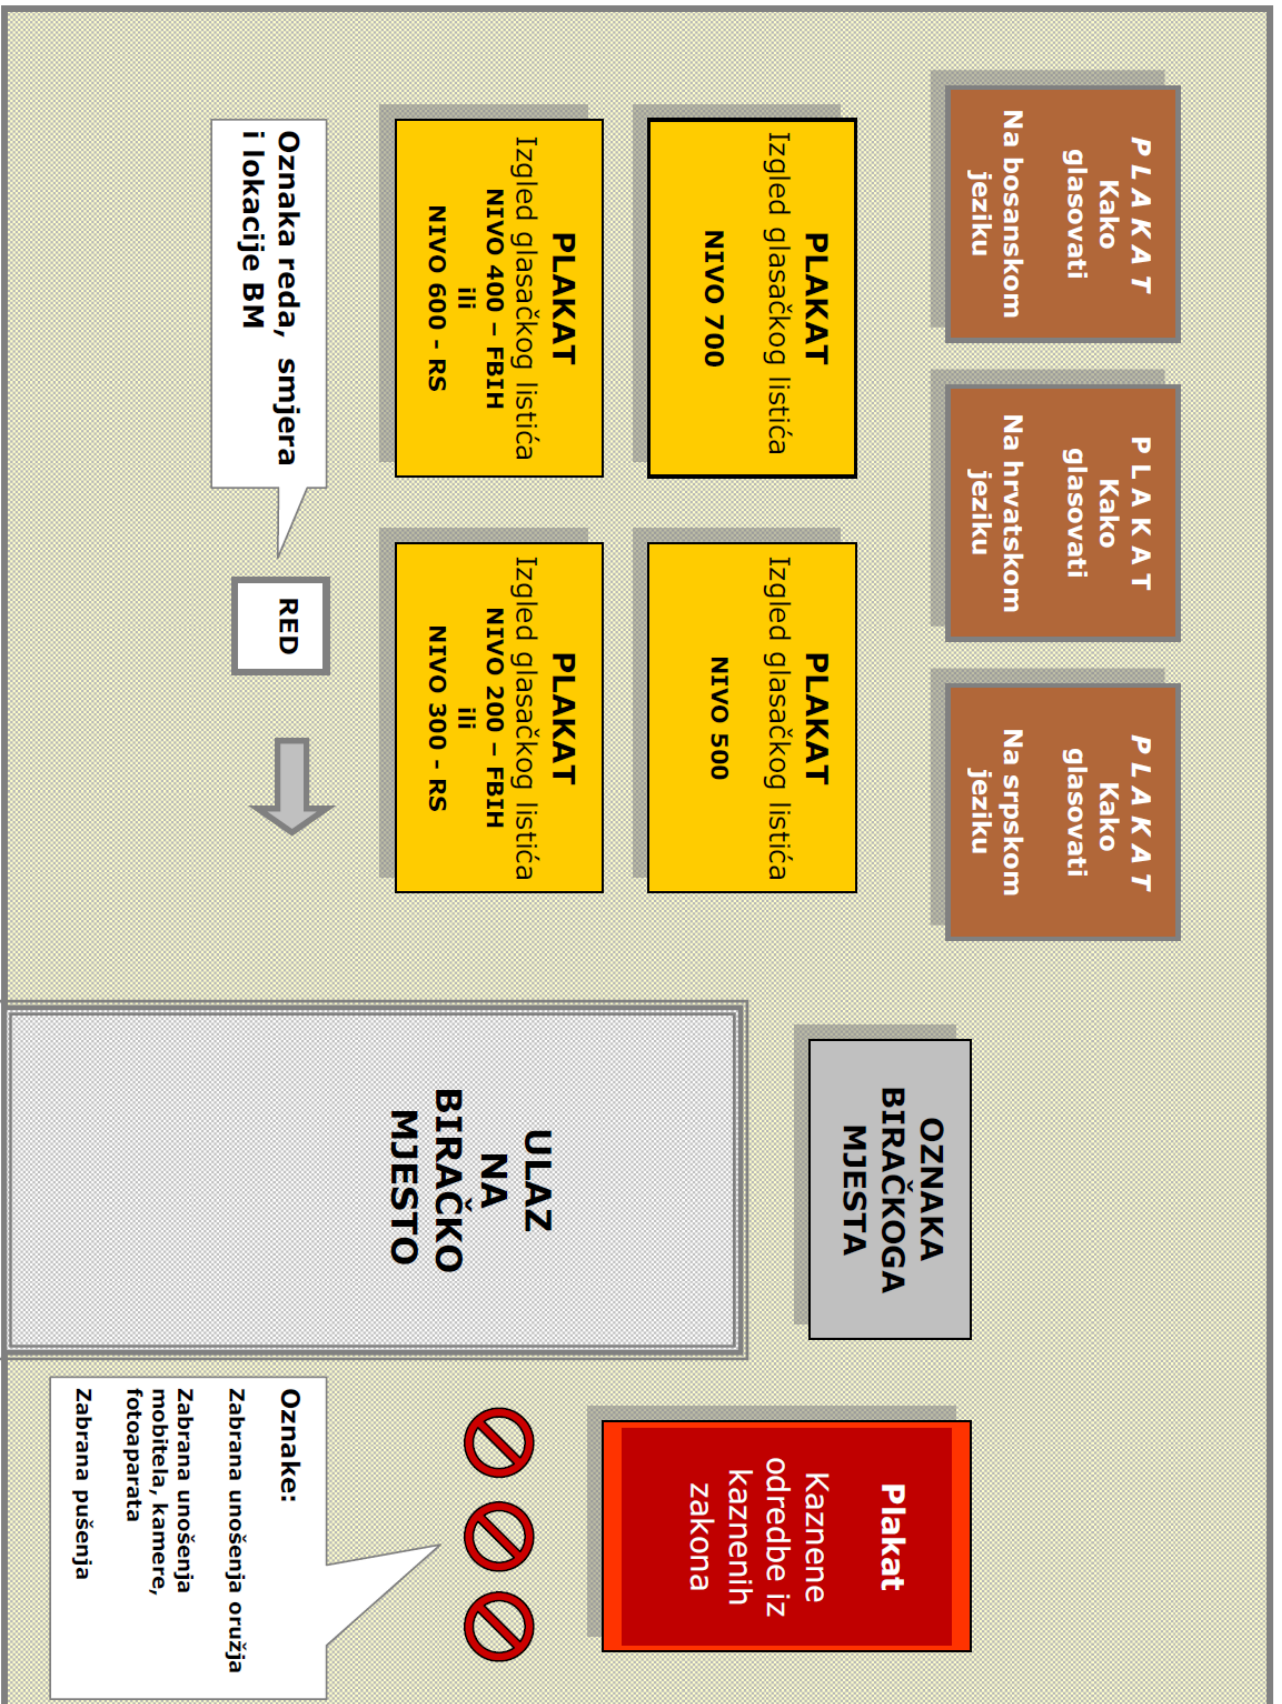 PLAKAT
Kako
glasovati
Na bosanskom
jeziku
PLAKAT
Kako
glasovati
Na hrvatskom
jeziku
PLAKAT
Kako
glasovati
Na srpskom
jeziku
PLAKAT
Izgled glasačkog listića
NIVO 700
PLAKAT
Izgled glasačkog listića
NIVO 500
PLAKAT
Izgled glasačkog listića
NIVO 400 – FBIH
ili
NIVO 600 - RS
PLAKAT
Izgled glasačkog listića
NIVO 200 – FBIH
ili
NIVO 300 - RS
Oznaka reda, smjera
i lokacije BM
RED
OZNAKA
BIRAČKOGA
MJESTA
ULAZ
NA
BIRAČKO
MJESTO
Plakat
Kaznene
odredbe iz
kaznenih
zakona
Oznake:
Zabrana unošenja oružja
Zabrana unošenja
mobitela, kamere,
fotoaparata
Zabrana pušenja